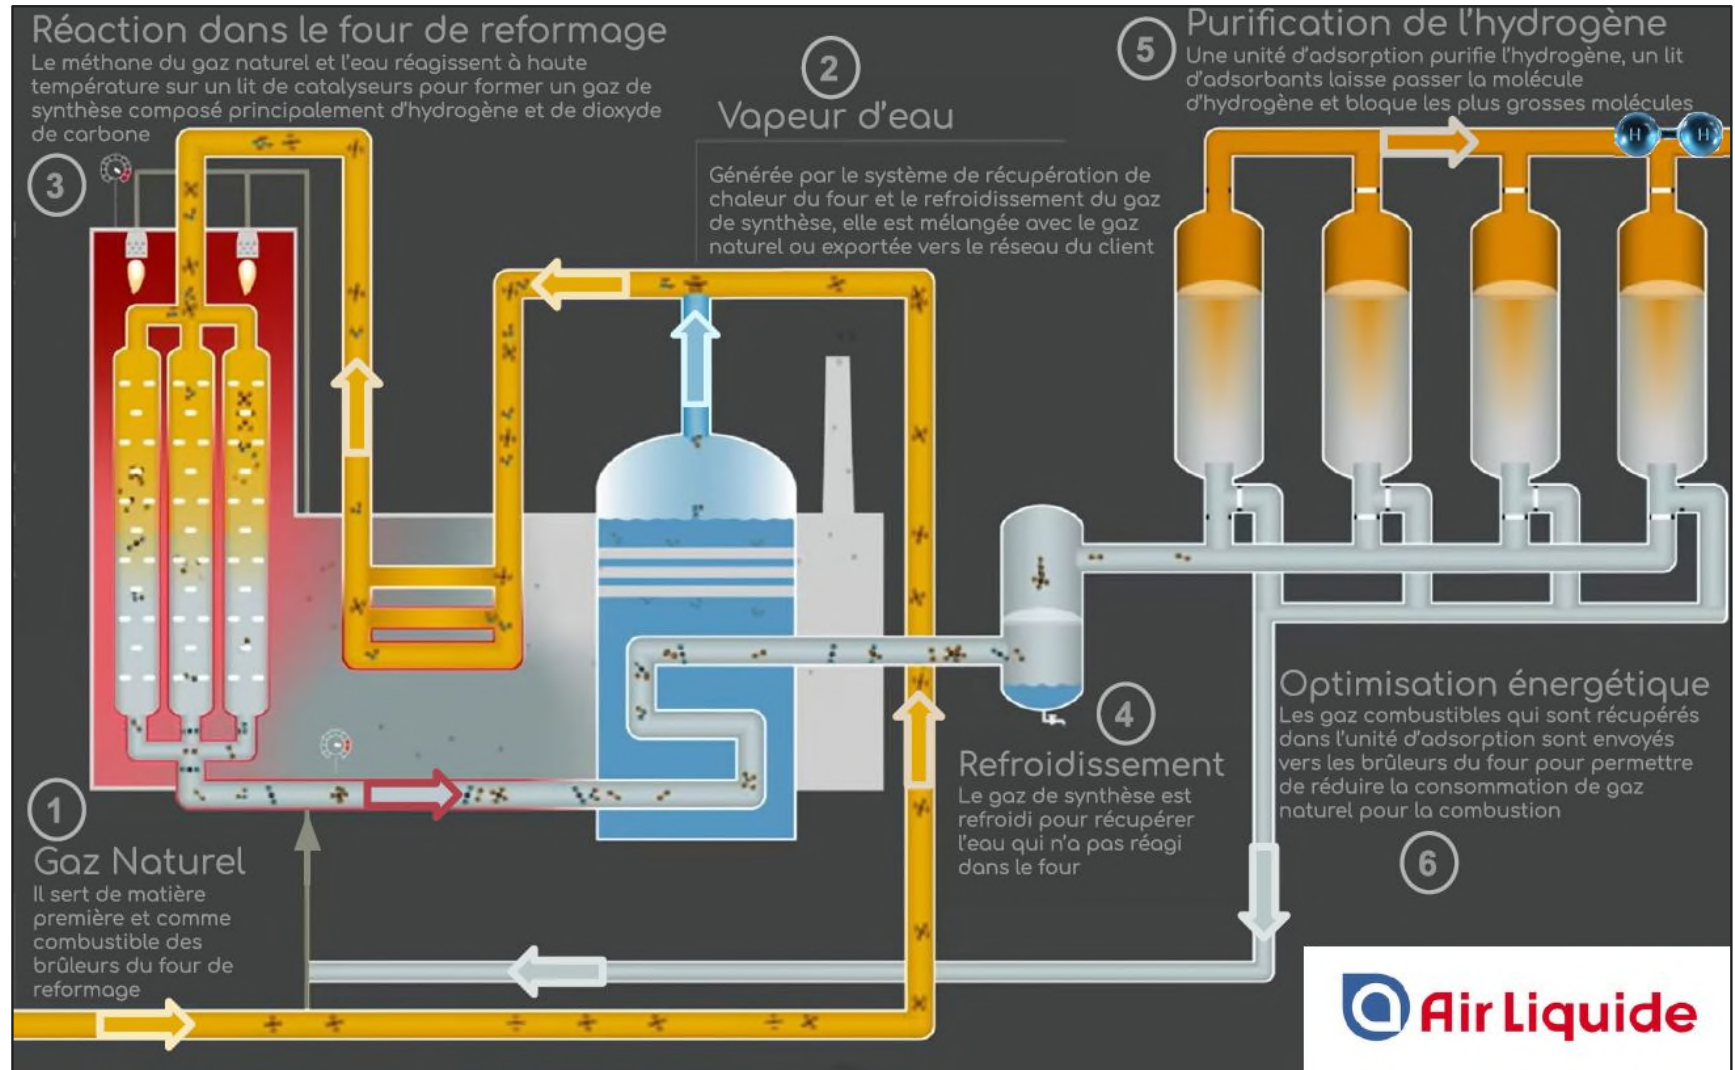 Réaction dans le four de reformage
Le méthane du gaz naturel et l'eau réagissent à haute
température sur un lit de catalyseurs pour former un gaz de
synthèse composé principalement d'hydrogène et de dioxyde
de carbone
3
2
Vapeur d'eau
Générée par le système de récupération de
chaleur du four et le refroidissement du gaz
de synthèse, elle est mélangée avec le gaz
naturel ou exportée vers le réseau du client
5
Purification de l'hydrogène
Une unité d'adsorption purifie l'hydrogène, un lit
d'adsorbants laisse passer la molécule
d'hydrogène et bloque les plus grosses molécules
H H
1
Gaz Naturel
Il sert de matière
première et comme
combustible des
brûleurs du four de
reformage
4
Refroidissement
Le gaz de synthèse est
refroidi pour récupérer
l'eau qui n'a pas réagi
dans le four
Optimisation énergétique
Les gaz combustibles qui sont récupérés
dans l'unité d'adsorption sont envoyés
vers les brûleurs du four pour permettre
de réduire la consommation de gaz
naturel pour la combustion
6
Air Liquide